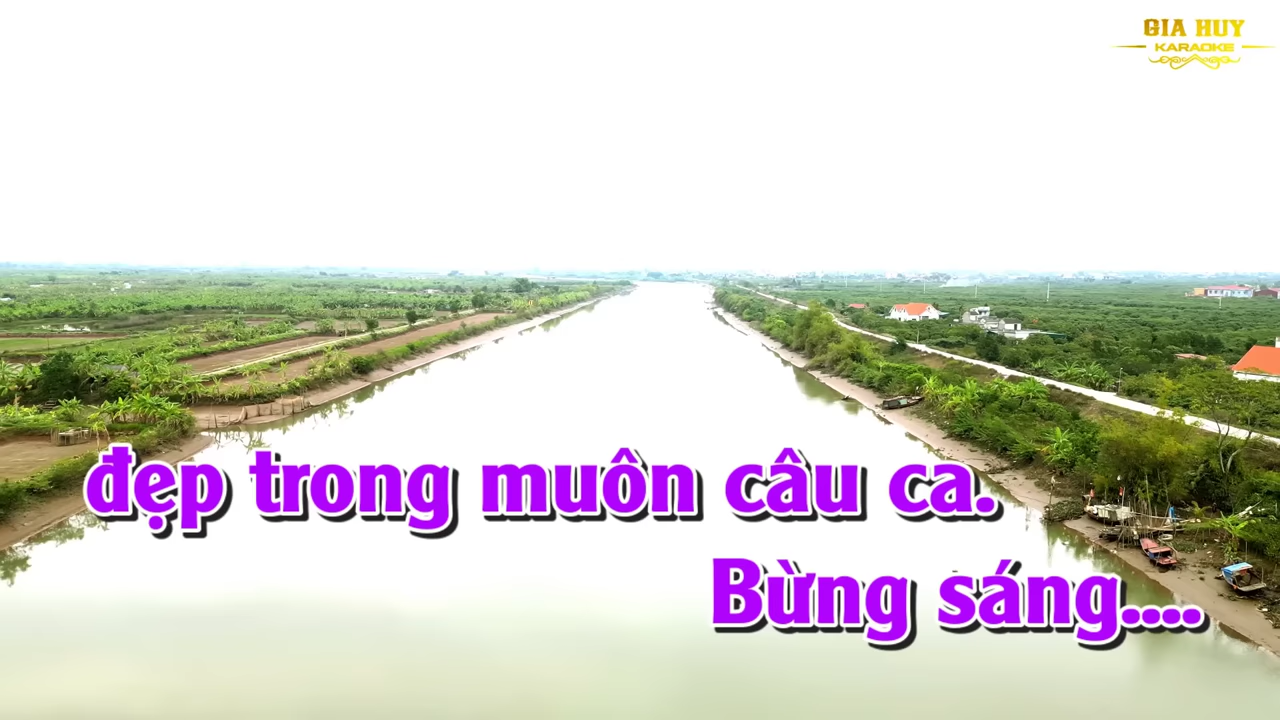 GIA HUY
KARAOKE
đẹp trong muôn câu ca.
Bừng sáng....